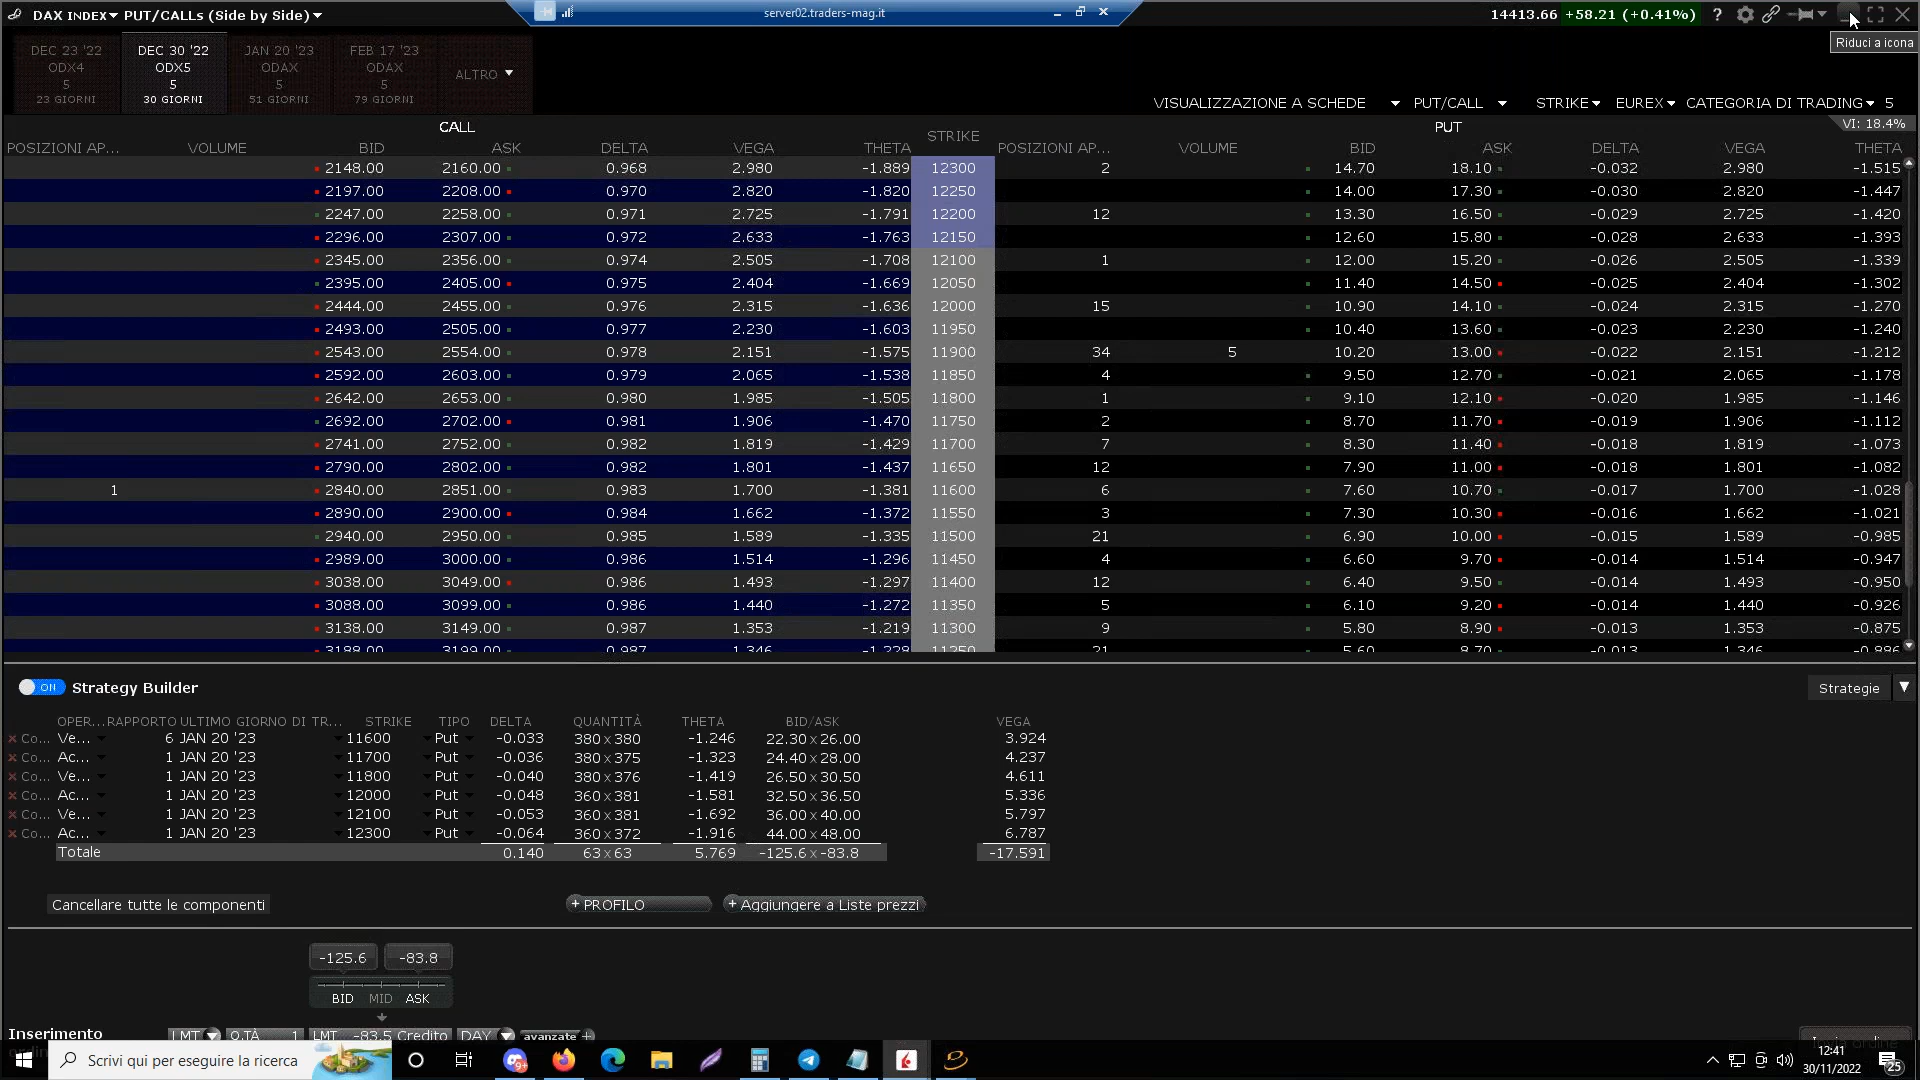 DAX INDEX PUT/CALLs (Side by Side)
server02.traders-mag.it
14413.66 +58.21 (+0.41%) ?
Riduci a icona
DEC 23 '22 DEC 30 '22 JAN 20 '23 FEB 17 '23
ODX4 ODX5 ODAX ODAX
ALTRO
5 5 5 5
23 GIORNI 30 GIORNI 51 GIORNI 79 GIORNI
VISUALIZZAZIONE A SCHEDE PUT/CALL STRIKE EUREX CATEGORIA DI TRADING 5
CALL PUT VI: 18.4%
POSIZIONI AP... VOLUME BID ASK DELTA VEGA THETA STRIKE POSIZIONI AP... VOLUME BID ASK DELTA VEGA THETA
2148.00 2160.00 0.968 2.980 -1.889 12300 2 14.70 18.10 -0.032 2.980 -1.515
2197.00 2208.00 0.970 2.820 -1.820 12250 14.00 17.30 -0.030 2.820 -1.447
2247.00 2258.00 0.971 2.725 -1.791 12200 12 13.30 16.50 -0.029 2.725 -1.420
2296.00 2307.00 0.972 2.633 -1.763 12150 12.60 15.80 -0.028 2.633 -1.393
2345.00 2356.00 0.974 2.505 -1.708 12100 1 12.00 15.20 -0.026 2.505 -1.339
2395.00 2405.00 0.975 2.404 -1.669 12050 11.40 14.50 -0.025 2.404 -1.302
2444.00 2455.00 0.976 2.315 -1.636 12000 15 10.90 14.10 -0.024 2.315 -1.270
2493.00 2505.00 0.977 2.230 -1.603 11950 10.40 13.60 -0.023 2.230 -1.240
2543.00 2554.00 0.978 2.151 -1.575 11900 34 5 10.20 13.00 -0.022 2.151 -1.212
2592.00 2603.00 0.979 2.065 -1.538 11850 4 9.50 12.70 -0.021 2.065 -1.178
2642.00 2653.00 0.980 1.985 -1.505 11800 1 9.10 12.10 -0.020 1.985 -1.146
2692.00 2702.00 0.981 1.906 -1.470 11750 2 8.70 11.70 -0.019 1.906 -1.112
2741.00 2752.00 0.982 1.819 -1.429 11700 7 8.30 11.40 -0.018 1.819 -1.073
2790.00 2802.00 0.982 1.801 -1.437 11650 12 7.90 11.00 -0.018 1.801 -1.082
1 2840.00 2851.00 0.983 1.700 -1.381 11600 6 7.60 10.70 -0.017 1.700 -1.028
2890.00 2900.00 0.984 1.662 -1.372 11550 3 7.30 10.30 -0.016 1.662 -1.021
2940.00 2950.00 0.985 1.589 -1.335 11500 21 6.90 10.00 -0.015 1.589 -0.985
2989.00 3000.00 0.986 1.514 -1.296 11450 4 6.60 9.70 -0.014 1.514 -0.947
3038.00 3049.00 0.986 1.493 -1.297 11400 12 6.40 9.50 -0.014 1.493 -0.950
3088.00 3099.00 0.986 1.440 -1.272 11350 5 6.10 9.20 -0.014 1.440 -0.926
3138.00 3149.00 0.987 1.353 -1.219 11300 9 5.80 8.90 -0.013 1.353 -0.875
3188.00 3199.00 0.987 1.346 -1.228 11250 21 5.60 8.70 -0.013 1.346 -0.886
ON Strategy Builder
Strategie
OPER... RAPPORTO ULTIMO GIORNO DI TR... STRIKE TIPO DELTA QUANTITÀ THETA BID/ASK VEGA
Co... Ve... 6 JAN 20 '23 11600 Put -0.033 380 x 380 -1.246 22.30 x 26.00 3.924
Co... Ac... 1 JAN 20 '23 11700 Put -0.036 380 x 375 -1.323 24.40 x 28.00 4.237
Co... Ve... 1 JAN 20 '23 11800 Put -0.040 380 x 376 -1.419 26.50 x 30.50 4.611
Co... Ac... 1 JAN 20 '23 12000 Put -0.048 360 x 381 -1.581 32.50 x 36.50 5.336
Co... Ve... 1 JAN 20 '23 12100 Put -0.053 360 x 381 -1.692 36.00 x 40.00 5.797
Co... Ac... 1 JAN 20 '23 12300 Put -0.064 360 x 372 -1.916 44.00 x 48.00 6.787
Totale 0.140 63 x 63 5.769 -125.6 x -83.8 -17.591
Cancellare tutte le componenti + PROFILO + Aggiungere a Liste prezzi
-125.6 -83.8
BID MID ASK
Inserimento LMT Q.TÀ 1 LMT -83.5 Credito DAY avanzate +
Scrivi qui per eseguire la ricerca
9+
12:41
30/11/2022
25